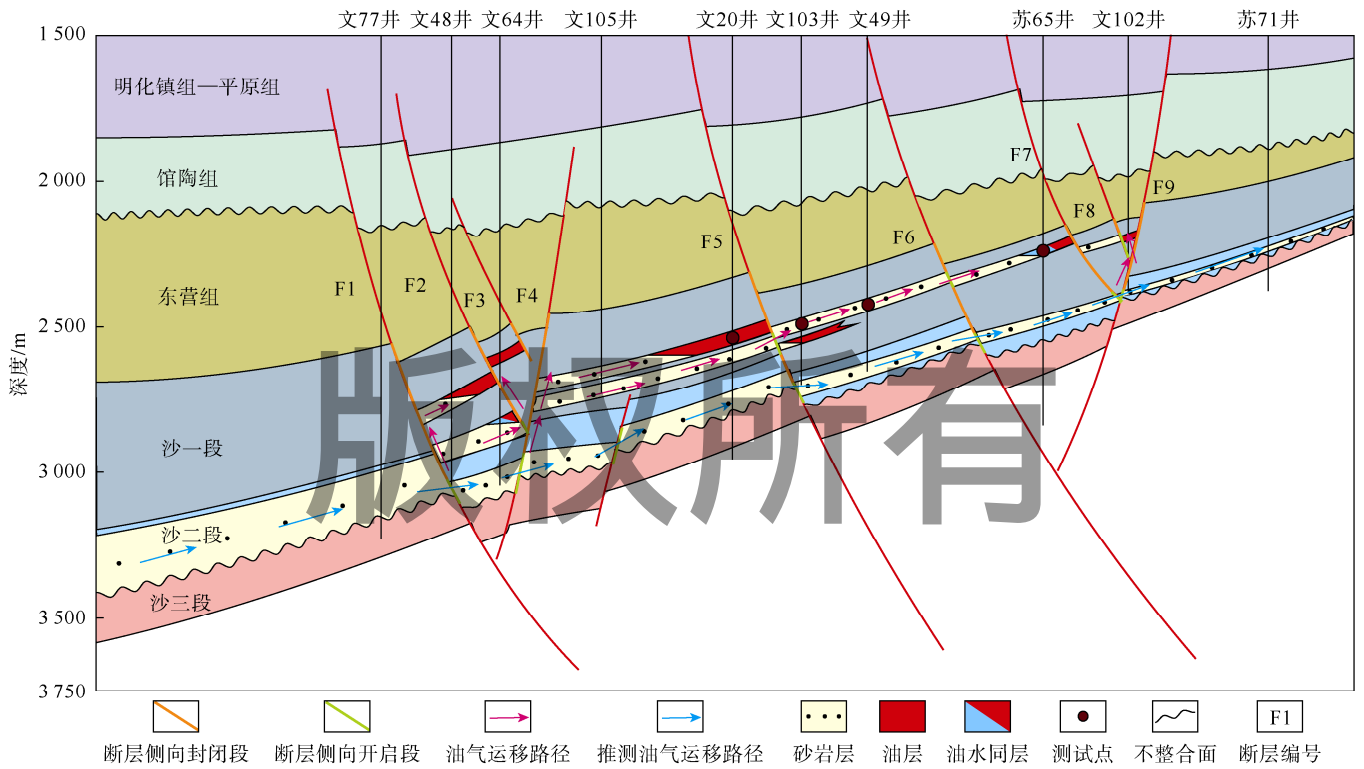 文77井 文48井 文64井 文105井 文20井 文103井 文49井 苏65井 文102井 苏71井
1 500
明化镇组—平原组
F7
馆陶组
2 000
F9
F8
F5
F6
F1
F2
F3
F4
东营组
2 500
深度/m
沙一段
3 000
沙二段
沙三段
3 500
3 750
版权所有
F1
断层侧向封闭段 断层侧向开启段 油气运移路径 推测油气运移路径 砂岩层 油层 油水同层 测试点 不整合面 断层编号